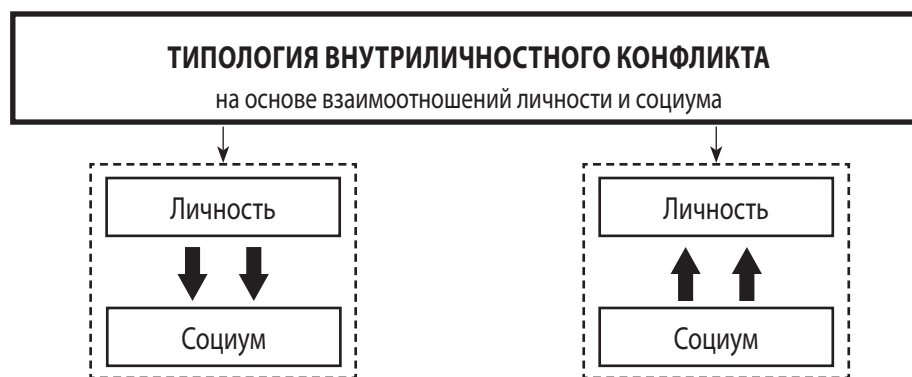 ТИПОЛОГИЯ ВНУТРИЛИЧНОСТНОГО КОНФЛИКТА
на основе взаимоотношений личности и социума
Личность
Личность
Социум
Социум